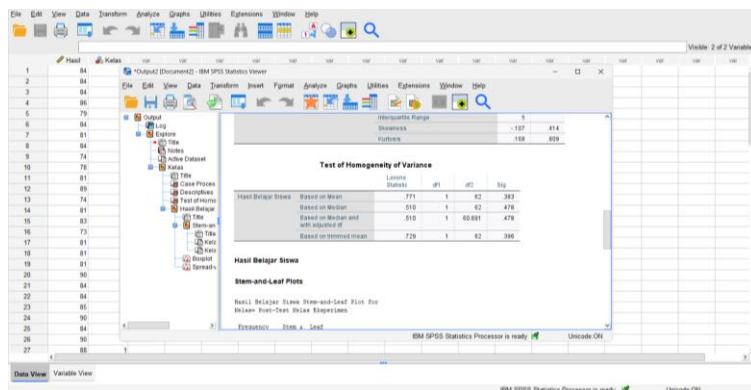 File Edit View Data Transform Analyze Graphs Utilities Extensions Window Help
Visible: 2 of 2 Variable
Hasil Kelas var var var var var var var var var var var var var var var
1 84
2 84
3 84
4 86
5 79
6 84
7 81
8 84
9 74
10 78
11 81
12 89
13 74
14 81
15 83
16 73
17 81
18 81
19 81
20 90
21 84
22 84
23 85
24 90
25 84
26 90
27 88 1
Data View Variable View
IBM SPSS Statistics Processor is ready Unicode:ON
*Output2 [Document2] - IBM SPSS Statistics Viewer
File Edit View Data Transform Insert Format Analyze Graphs Utilities Extensions Window Help
Output
Log
Explore
Title
Notes
Active Dataset
Kelas
Title
Case Proces
Descriptives
Test of Homo
Hasil Belajar
Title
Stem-an
Title
Kela
Kela
Boxplot
Spread-v
Interquartile Range 5
Skewness -.107 .414
Kurtosis .169 .809
Test of Homogeneity of Variance
Levene Statistic df1 df2 Sig.
Hasil Belajar Siswa Based on Mean .771 1 62 .383
Based on Median .510 1 62 .478
Based on Median and with adjusted df .510 1 60.691 .478
Based on trimmed mean .729 1 62 .396
Hasil Belajar Siswa
Stem-and-Leaf Plots
Hasil Belajar Siswa Stem-and-Leaf Plot for
Kelas= Post-Test Kelas Eksperimen
Frequency Stem & Leaf
IBM SPSS Statistics Processor is ready Unicode:ON